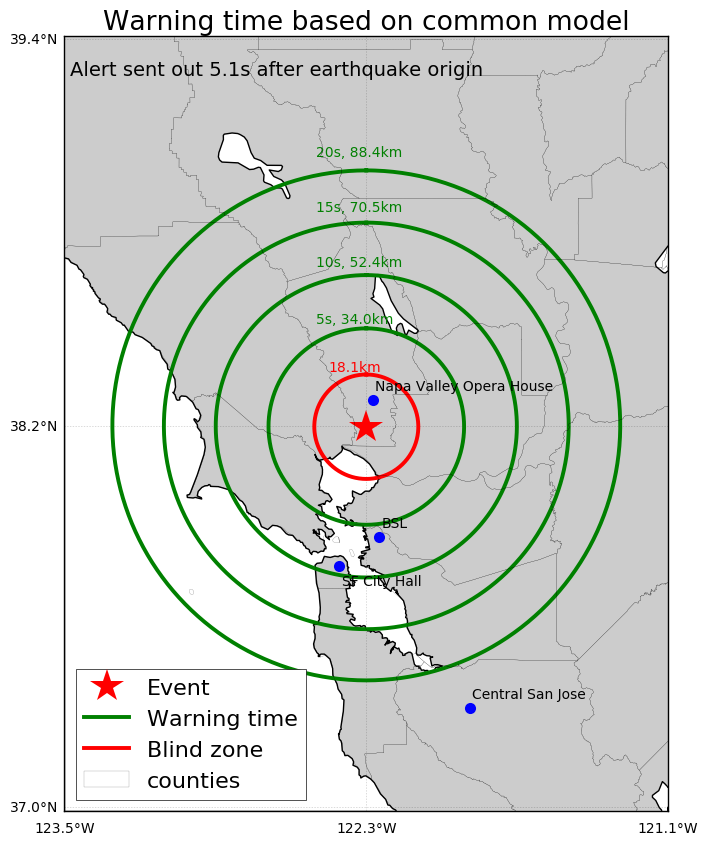 Warning time based on common model
39.4°N
Alert sent out 5.1s after earthquake origin
20s, 88.4km
15s, 70.5km
10s, 52.4km
5s, 34.0km
18.1km
Napa Valley Opera House
38.2°N
BSL
SF City Hall
Central San Jose
Event
Warning time
Blind zone
counties
37.0°N
123.5°W
122.3°W
121.1°W